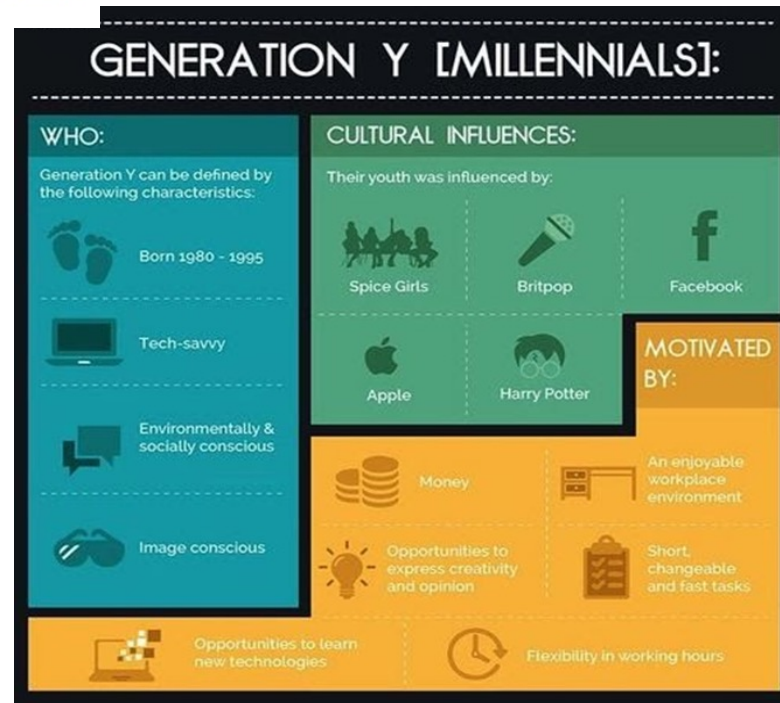 GENERATION Y [MILLENNIALS]:
WHO:
Generation Y can be defined by
the following characteristics:
Born 1980 - 1995
Tech-savvy
Environmentally &
socially conscious
Image conscious
CULTURAL INFLUENCES:
Their youth was influenced by:
Spice Girls
Britpop
Facebook
Apple
Harry Potter
MOTIVATED
BY:
Money
An enjoyable
workplace
environment
Opportunities to
express creativity
and opinion
Short,
changeable
and fast tasks
Opportunities to learn
new technologies
Flexibility in working hours